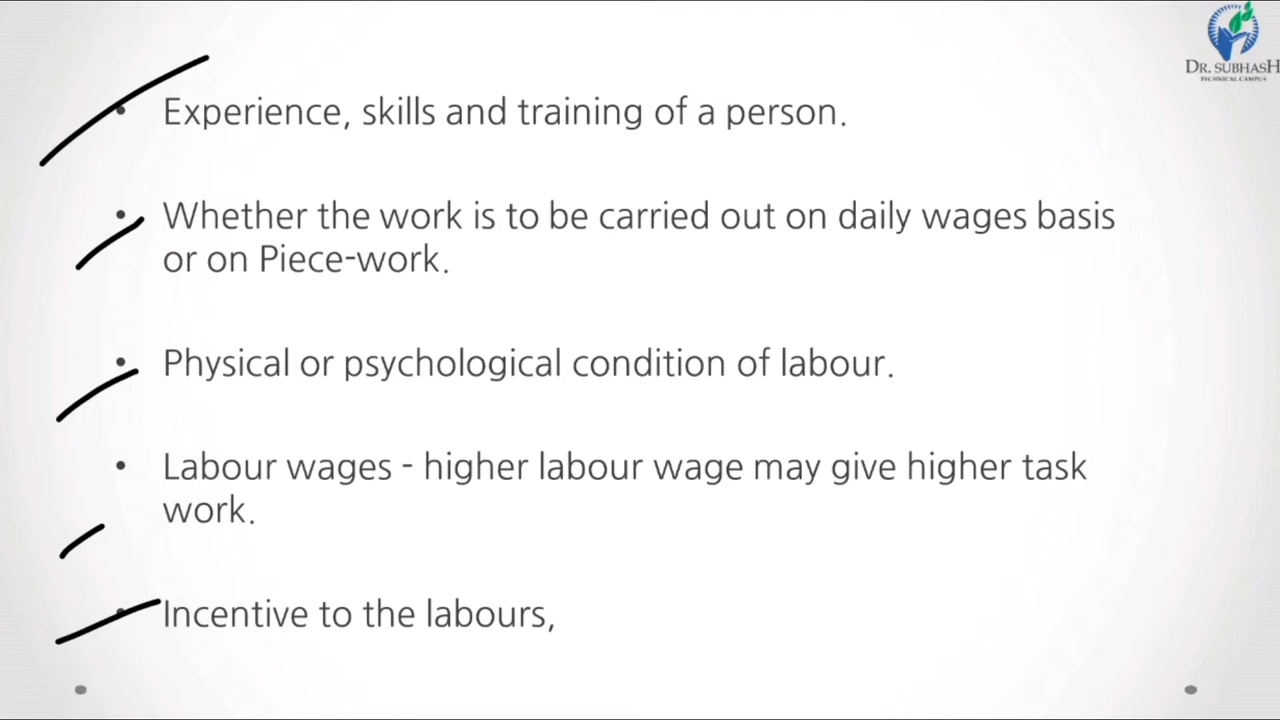 DR. SUBHASH
TECHNICAL CAMPUS
• Experience, skills and training of a person.
• Whether the work is to be carried out on daily wages basis
or on Piece-work.
• Physical or psychological condition of labour.
• Labour wages - higher labour wage may give higher task
work.
• Incentive to the labours,